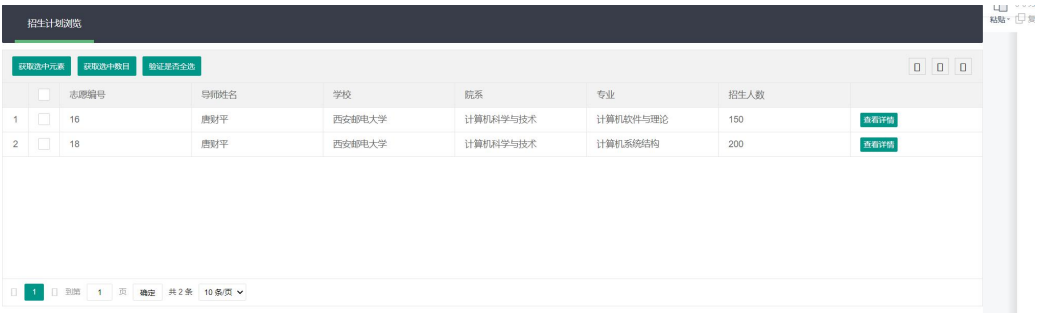 招生计划浏览
粘贴
获取选中元素 获取选中数目 验证是否全选
志愿编号 导师姓名 学校 院系 专业 招生人数
1 16 唐财平 西安邮电大学 计算机科学与技术 计算机软件与理论 150 查看详情
2 18 唐财平 西安邮电大学 计算机科学与技术 计算机系统结构 200 查看详情
1 到第 1 页 确定 共 2 条 10 条/页